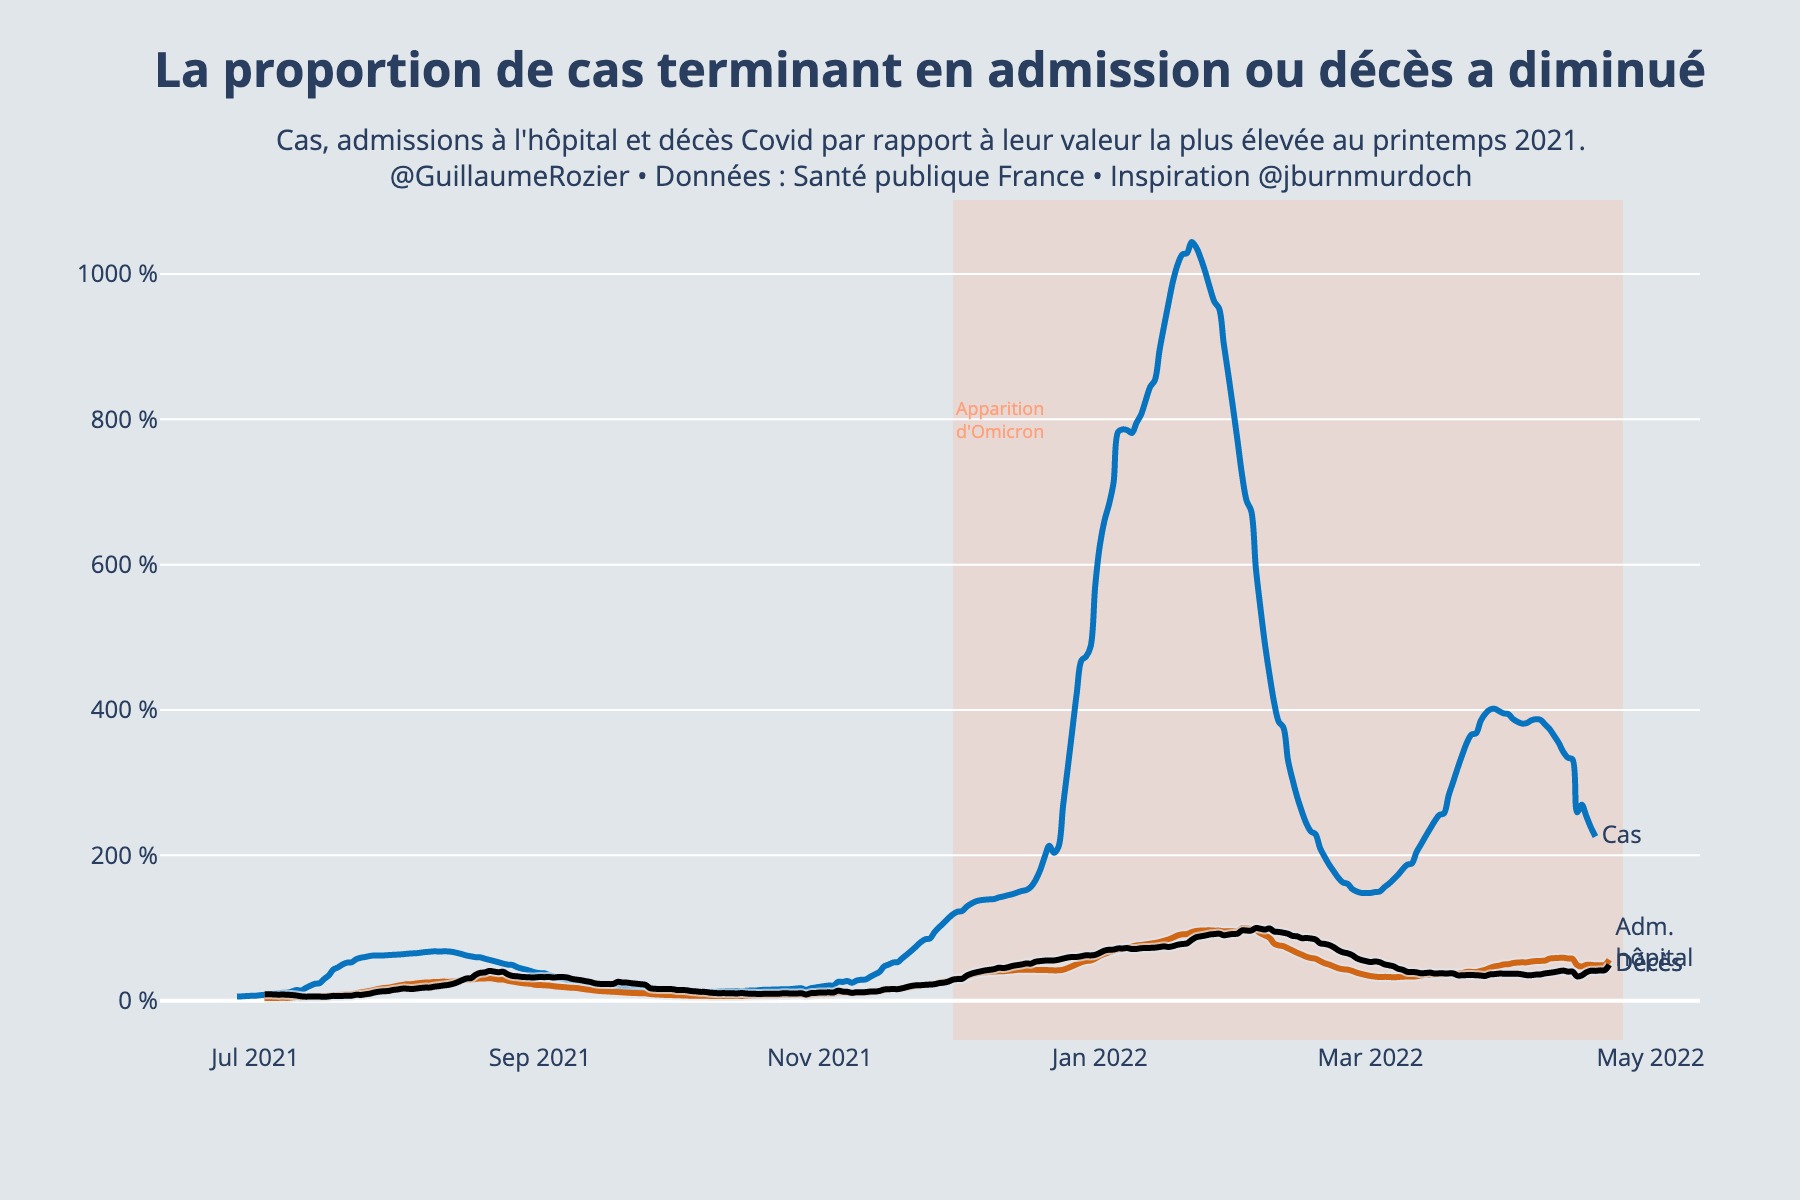 La proportion de cas terminant en admission ou décès a diminué
Cas, admissions à l'hôpital et décès Covid par rapport à leur valeur la plus élevée au printemps 2021.
@GuillaumeRozier • Données : Santé publique France • Inspiration @jburnmurdoch
1000 %
800 %
600 %
400 %
200 %
0 %
Apparition
d'Omicron
Cas
Adm.
hôpital
Décès
Jul 2021
Sep 2021
Nov 2021
Jan 2022
Mar 2022
May 2022